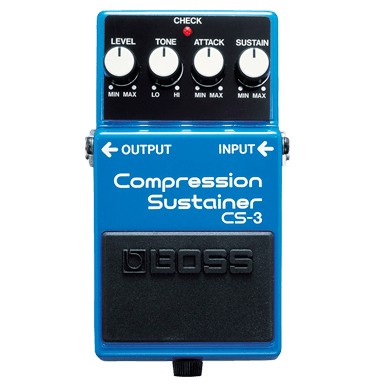 CHECK
LEVEL TONE ATTACK SUSTAIN
MIN MAX LO HI MIN MAX MIN MAX
OUTPUT INPUT
Compression
Sustainer
CS-3
BOSS